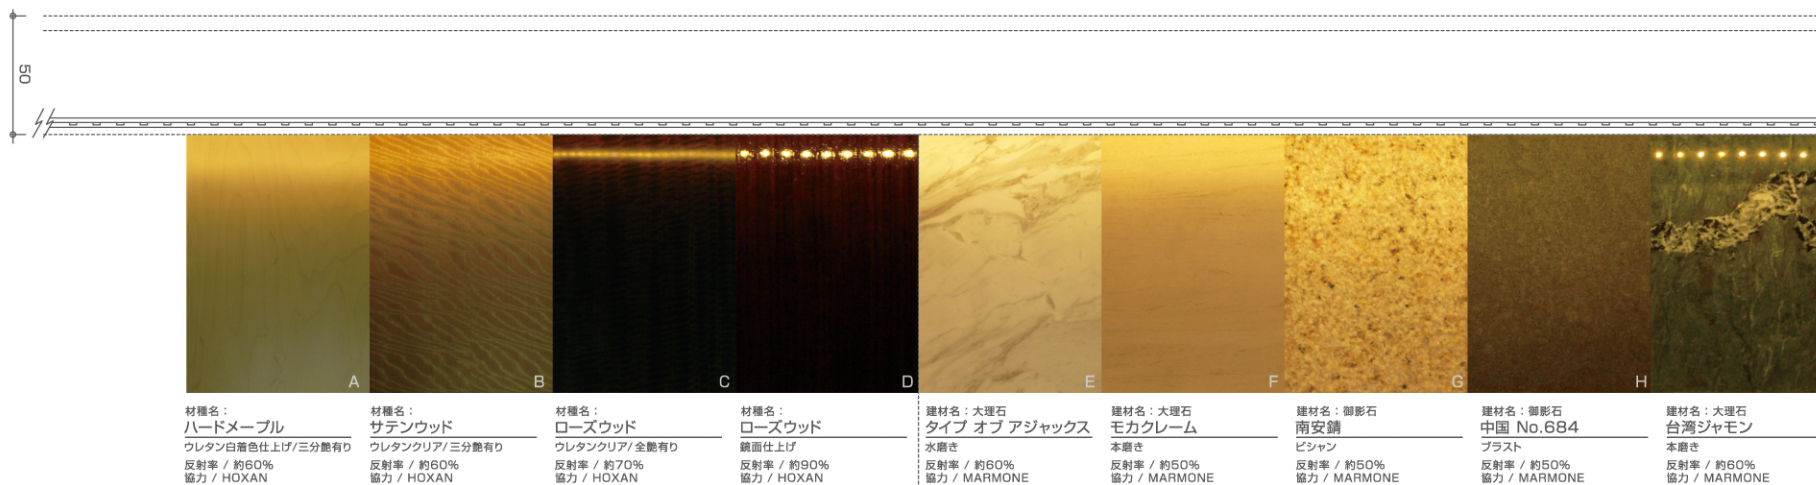 50
A
B
C
D
E
F
G
H
材種名：
ハードメープル
ウレタン白着色仕上げ/三分艶有り
反射率 / 約60%
協力 / HOXAN
材種名：
サテンウッド
ウレタンクリア/三分艶有り
反射率 / 約60%
協力 / HOXAN
材種名：
ローズウッド
ウレタンクリア/全艶有り
反射率 / 約70%
協力 / HOXAN
材種名：
ローズウッド
鏡面仕上げ
反射率 / 約90%
協力 / HOXAN
建材名：大理石
タイプ オブ アジャックス
水磨き
反射率 / 約60%
協力 / MARMONE
建材名：大理石
モカクレーム
本磨き
反射率 / 約50%
協力 / MARMONE
建材名：御影石
南安錆
ビシャン
反射率 / 約50%
協力 / MARMONE
建材名：御影石
中国 No.684
ブラスト
反射率 / 約50%
協力 / MARMONE
建材名：大理石
台湾ジャモン
本磨き
反射率 / 約60%
協力 / MARMONE